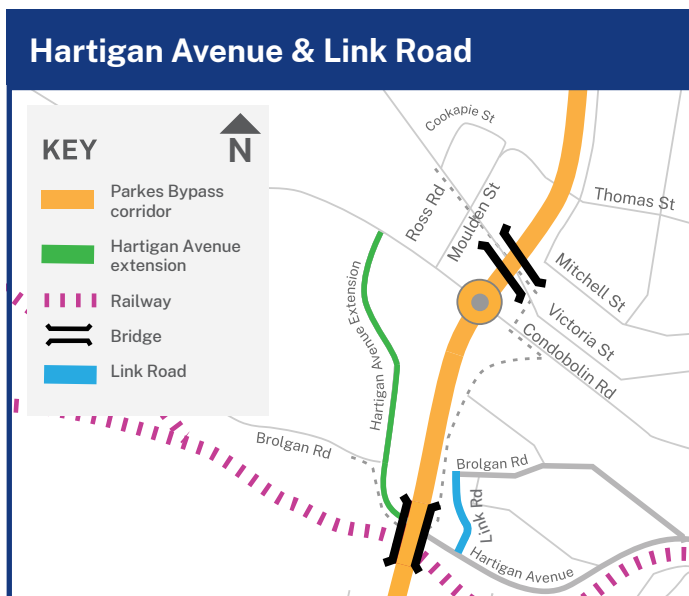 Hartigan Avenue & Link Road
KEY
N
Parkes Bypass
corridor
Hartigan Avenue
extension
Railway
Bridge
Link Road
Cookapie St
Ross Rd
Moulden St
Thomas St
Mitchell St
Victoria St
Condobolin Rd
Hartigan Avenue Extension
Brolgan Rd
Brolgan Rd
Link Rd
Hartigan Avenue